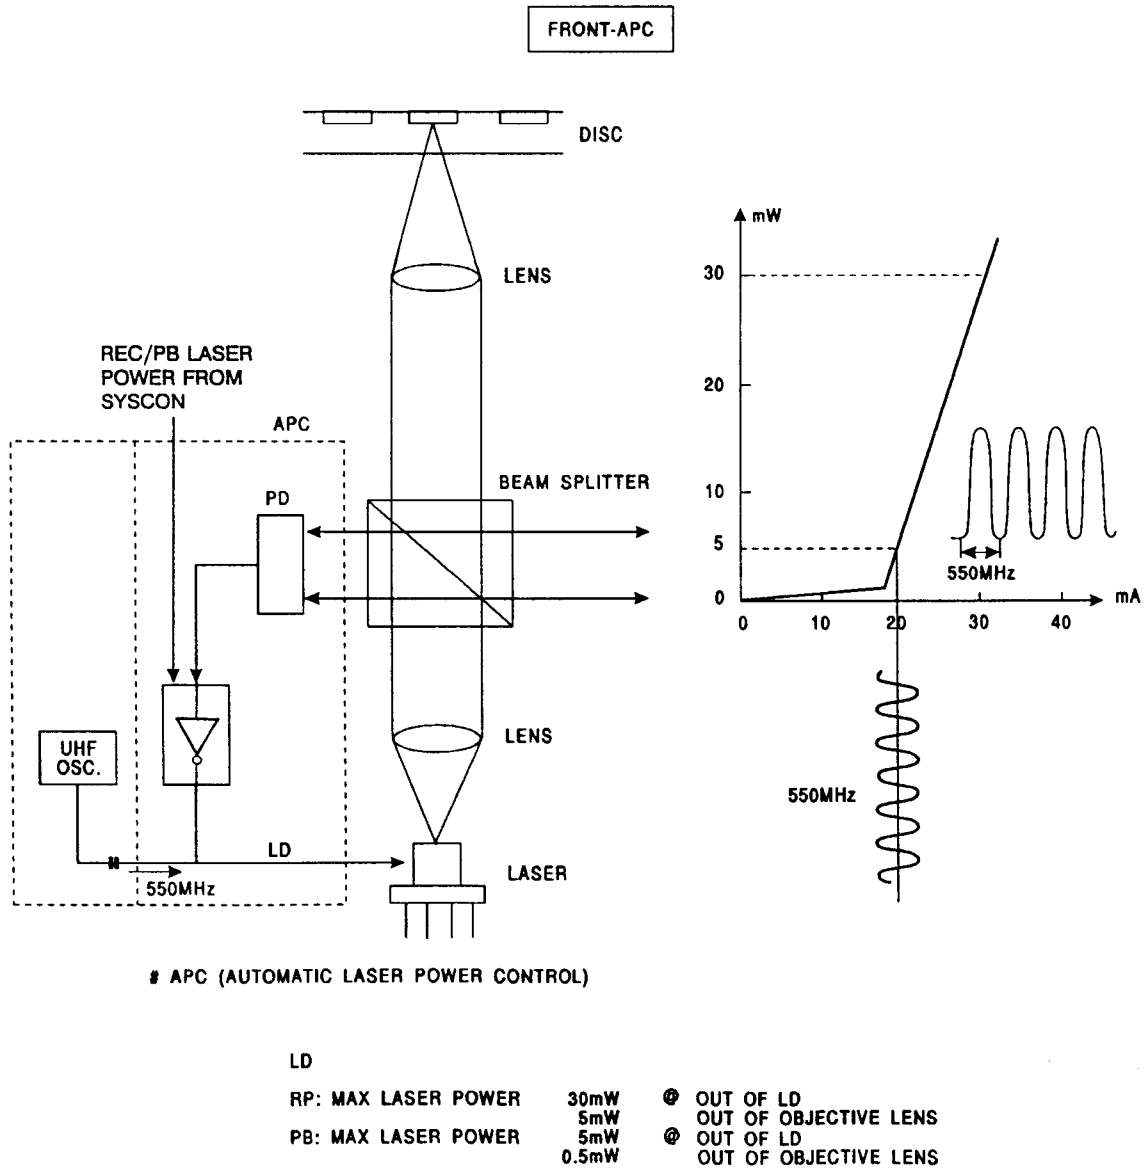 FRONT-APC
DISC
LENS
REC/PB LASER
POWER FROM
SYSCON
APC
PD
BEAM SPLITTER
UHF
OSC.
LENS
LD
550MHz
LASER
# APC (AUTOMATIC LASER POWER CONTROL)
mW
30
20
10
5
0
mA
0 10 20 30 40
550MHz
550MHz
LD
RP: MAX LASER POWER 30mW @ OUT OF LD
5mW OUT OF OBJECTIVE LENS
PB: MAX LASER POWER 5mW @ OUT OF LD
0.5mW OUT OF OBJECTIVE LENS